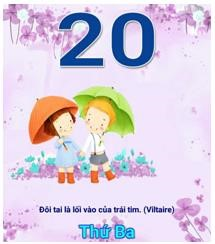 20
Đôi tai là lối vào của trái tim. (Viltaire)
Thứ Ba